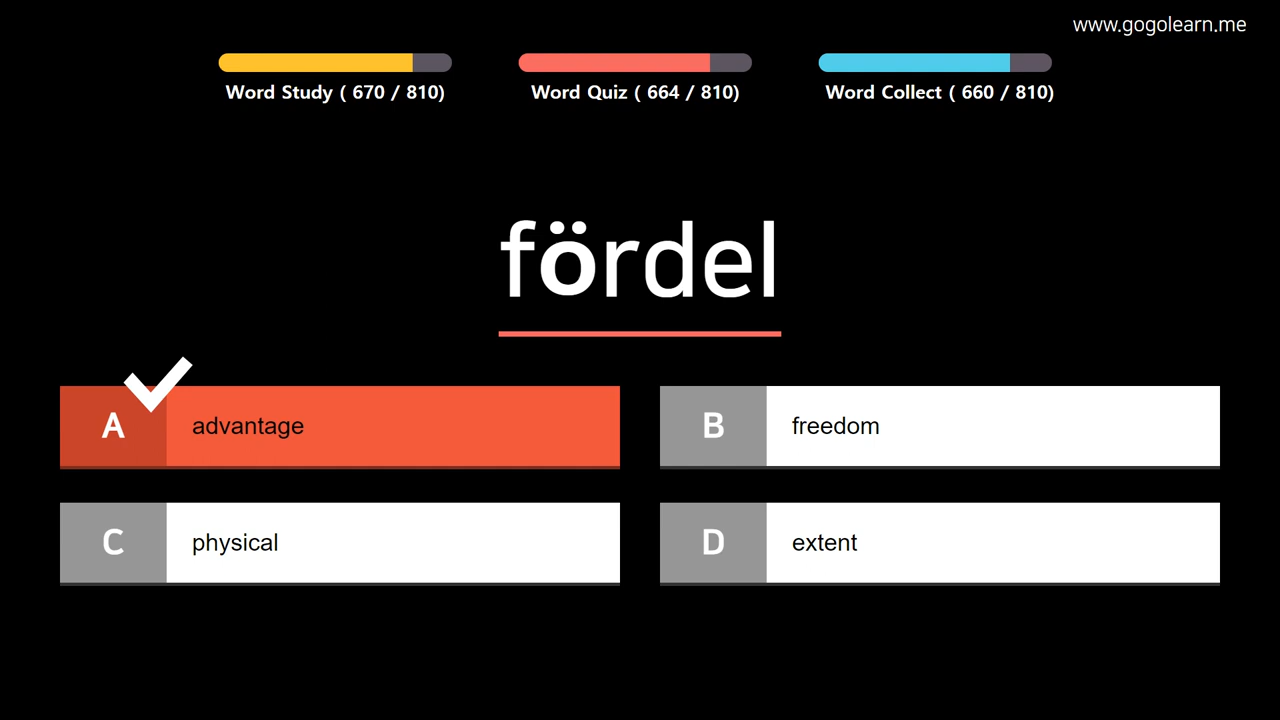 www.gogolearn.me
Word Study ( 670 / 810)
Word Quiz ( 664 / 810)
Word Collect ( 660 / 810)
fördel
A advantage
B freedom
C physical
D extent